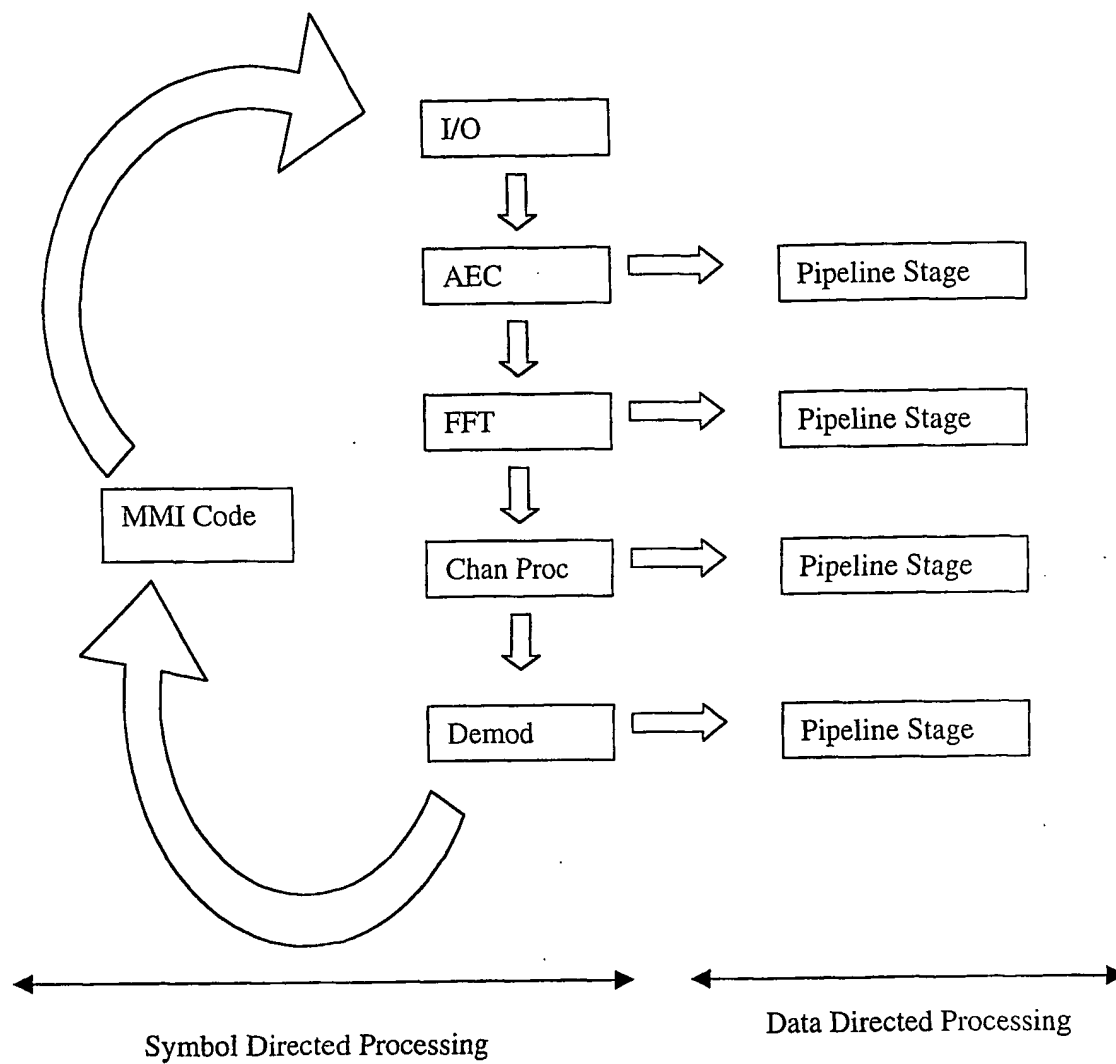 I/O
AEC
Pipeline Stage
FFT
Pipeline Stage
MMI Code
Chan Proc
Pipeline Stage
Demod
Pipeline Stage
Symbol Directed Processing
Data Directed Processing